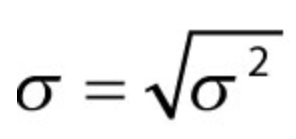 σ = √σ²